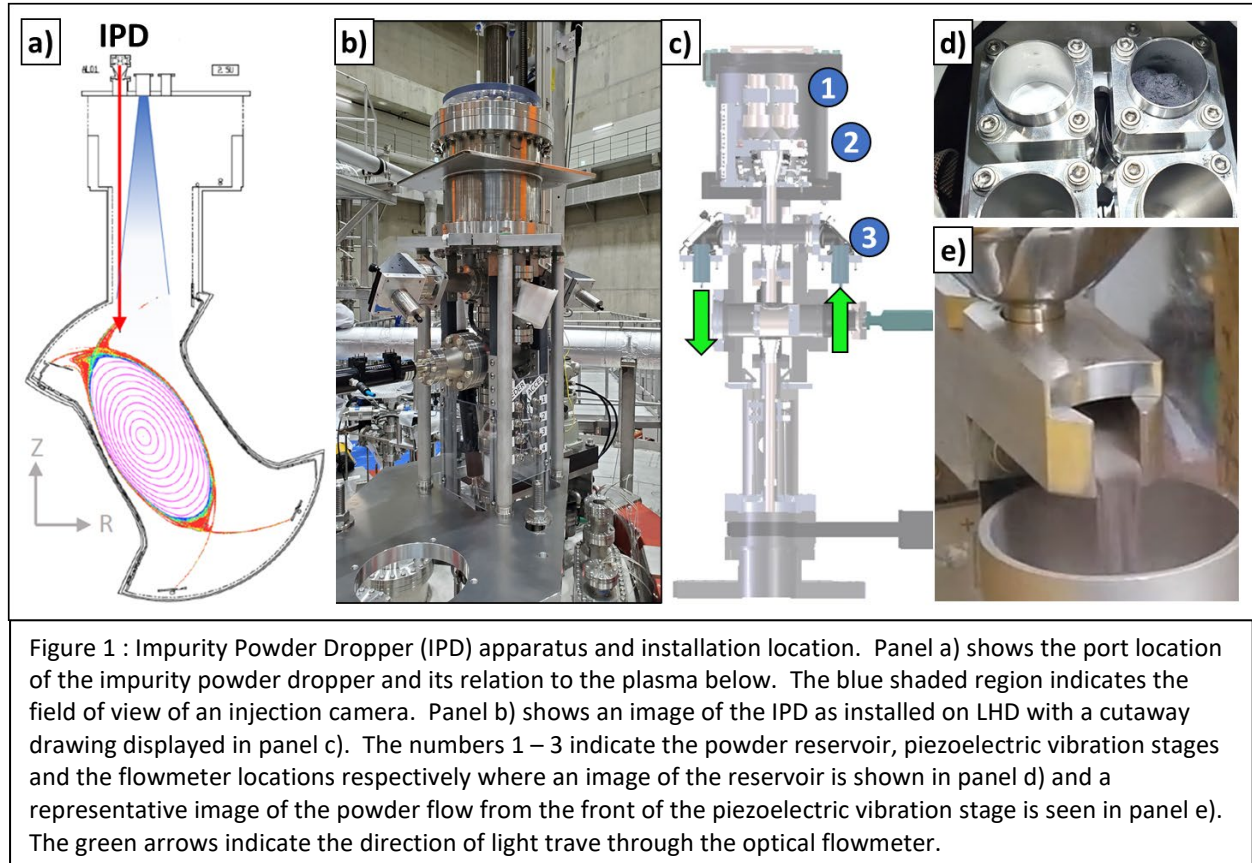 a)
IPD
AL01
2.5U
Z
R
b)
c)
1
2
3
d)
e)
Figure 1 : Impurity Powder Dropper (IPD) apparatus and installation location. Panel a) shows the port location
of the impurity powder dropper and its relation to the plasma below. The blue shaded region indicates the
field of view of an injection camera. Panel b) shows an image of the IPD as installed on LHD with a cutaway
drawing displayed in panel c). The numbers 1 – 3 indicate the powder reservoir, piezoelectric vibration stages
and the flowmeter locations respectively where an image of the reservoir is shown in panel d) and a
representative image of the powder flow from the front of the piezoelectric vibration stage is seen in panel e).
The green arrows indicate the direction of light trave through the optical flowmeter.